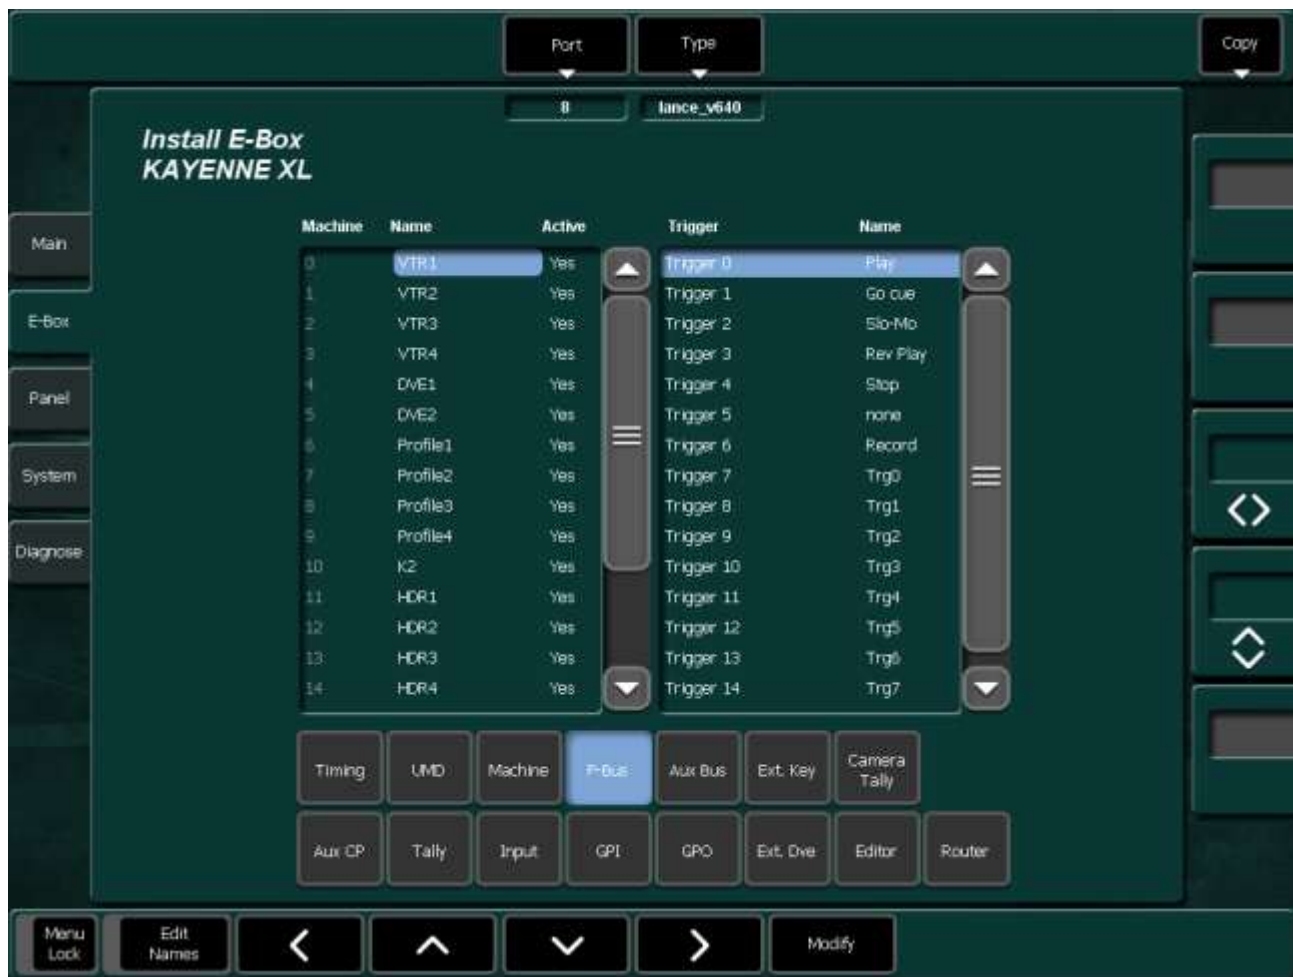 Port Type Copy
8 lance_v640
Install E-Box
KAYENNE XL
Machine Name Active Trigger Name
Main
E-Box
Panel
System
Diagnose
0 VTR1 Yes Trigger 0 Play
1 VTR2 Yes Trigger 1 Go cue
2 VTR3 Yes Trigger 2 Slo-Mo
3 VTR4 Yes Trigger 3 Rev Play
4 DVE1 Yes Trigger 4 Stop
5 DVE2 Yes Trigger 5 none
6 Profile1 Yes Trigger 6 Record
7 Profile2 Yes Trigger 7 Trg0
8 Profile3 Yes Trigger 8 Trg1
9 Profile4 Yes Trigger 9 Trg2
10 K2 Yes Trigger 10 Trg3
11 HDR1 Yes Trigger 11 Trg4
12 HDR2 Yes Trigger 12 Trg5
13 HDR3 Yes Trigger 13 Trg6
14 HDR4 Yes Trigger 14 Trg7
Timing UMD Machine P-Bus Aux Bus Ext. Key Camera Tally
Aux CP Tally Input GPI GPO Ext. Dve Editor Router
Menu Lock Edit Names Modify